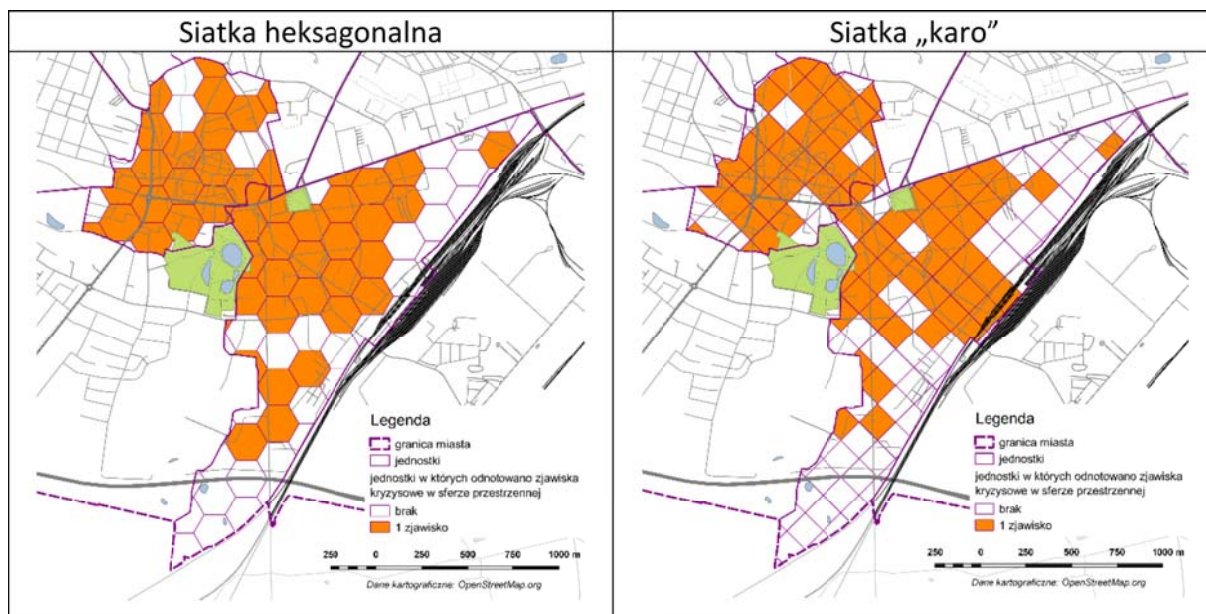 Siatka heksagonalna
Siatka „karo”
Legenda
granica miasta
jednostki
jednostki w których odnotowano zjawiska
kryzysowe w sferze przestrzennej
brak
1 zjawisko
250 0 250 500 750 1000 m
Dane kartograficzne: OpenStreetMap.org
Legenda
granica miasta
jednostki
jednostki w których odnotowano zjawiska
kryzysowe w sferze przestrzennej
brak
1 zjawisko
250 0 250 500 750 1000 m
Dane kartograficzne: OpenStreetMap.org